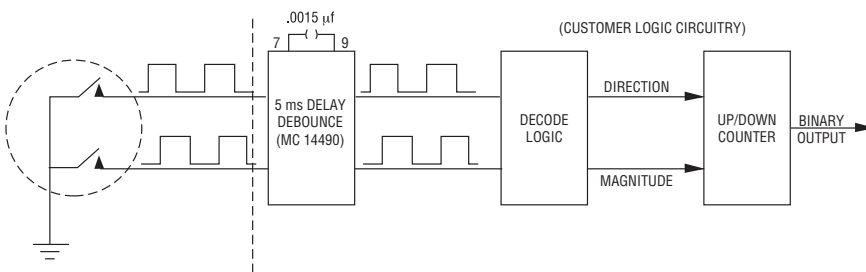 .0015 µf
7 9
(CUSTOMER LOGIC CIRCUITRY)
5 ms DELAY
DEBOUNCE
(MC 14490)
DECODE
LOGIC
DIRECTION
MAGNITUDE
UP/DOWN
COUNTER
BINARY
OUTPUT